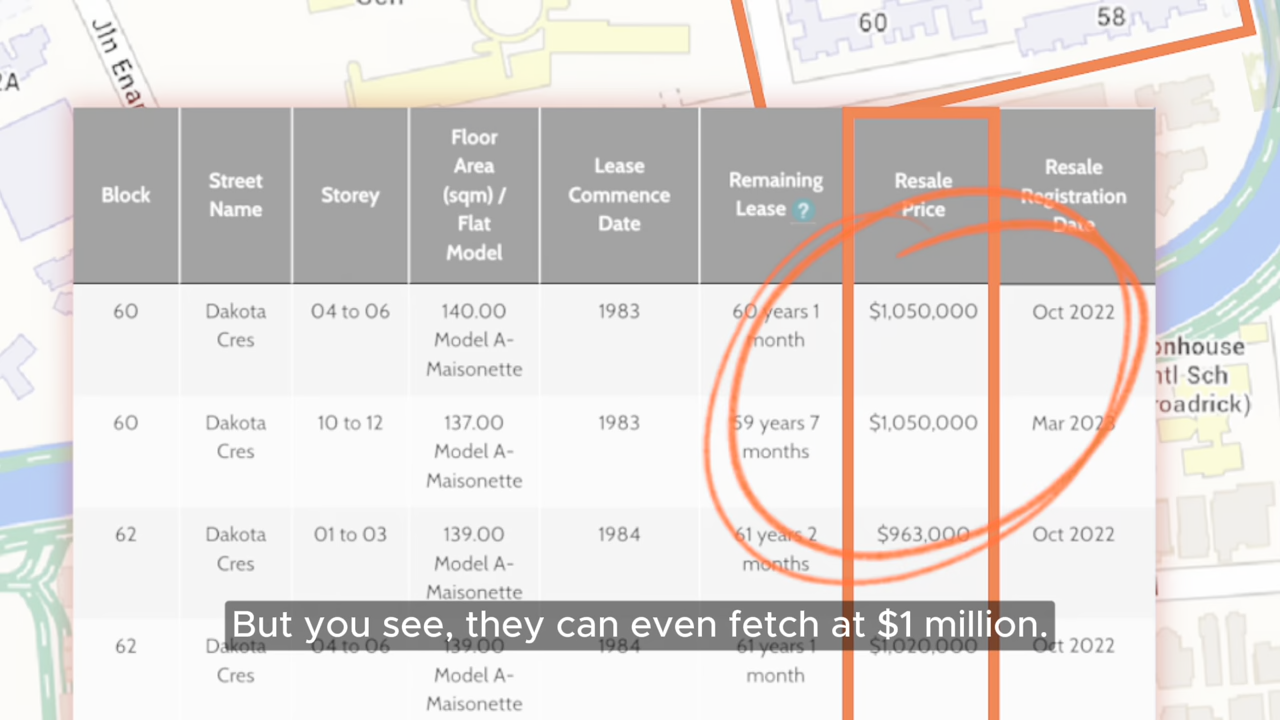 60
58
Jln Enar
2A
Block
Street
Name
Storey
Floor
Area
(sqm) /
Flat
Model
Lease
Commence
Date
Remaining
Lease ?
Resale
Price
Resale
Registration
Date
60
Dakota
Cres
04 to 06
140.00
Model A-
Maisonette
1983
60 years 1
month
$1,050,000
Oct 2022
60
Dakota
Cres
10 to 12
137.00
Model A-
Maisonette
1983
59 years 7
months
$1,050,000
Mar 2023
62
Dakota
Cres
01 to 03
139.00
Model A-
Maisonette
1984
61 years 2
months
$963,000
Oct 2022
62
Dakota
Cres
04 to 06
139.00
Model A-
Maisonette
1984
61 years 1
month
$1,020,000
Oct 2022
onhouse
ntl Sch
roadrick)
But you see, they can even fetch at $1 million.